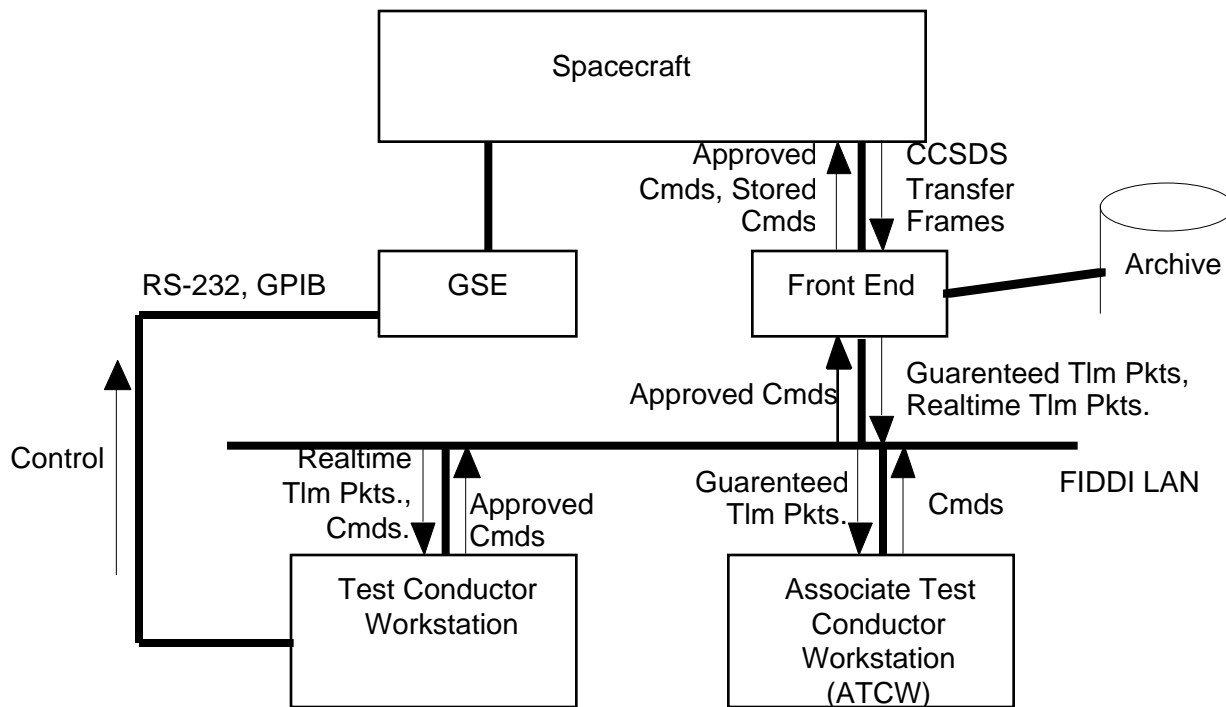 Spacecraft
Approved
Cmds, Stored
Cmds
CCSDS
Transfer
Frames
RS-232, GPIB
GSE
Front End
Archive
Approved Cmds
Guarenteed Tlm Pkts,
Realtime Tlm Pkts.
Control
Realtime
Tlm Pkts.,
Cmds.
Approved
Cmds
Guarenteed
Tlm Pkts.
Cmds
FIDDI LAN
Test Conductor
Workstation
Associate Test
Conductor
Workstation
(ATCW)